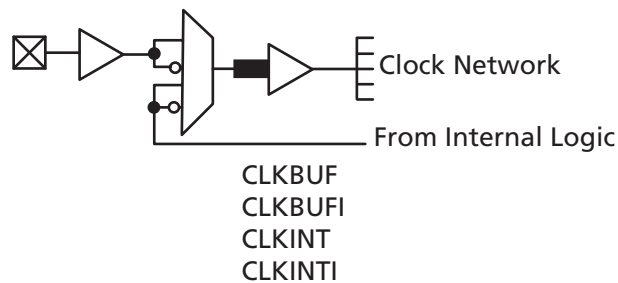 Clock Network
From Internal Logic
CLKBUF
CLKBUFI
CLKINT
CLKINTI